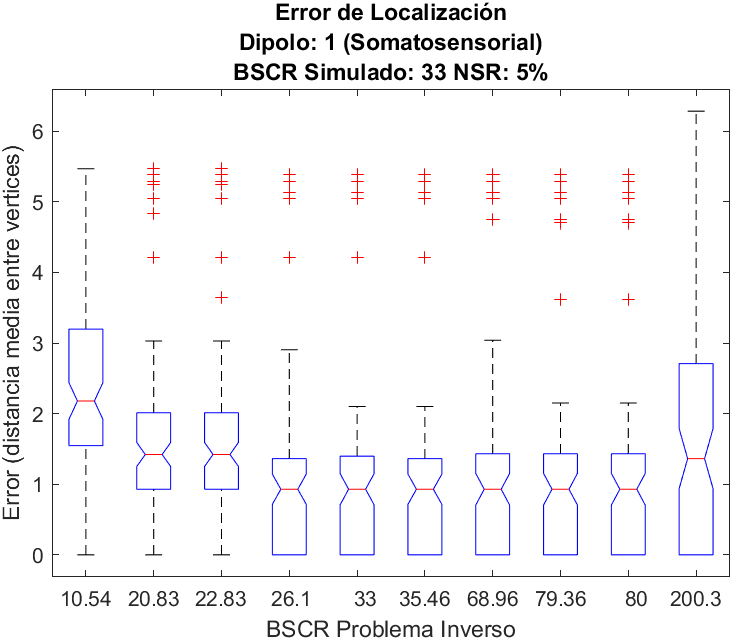 Error de Localización
Dipolo: 1 (Somatosensorial)
BSCR Simulado: 33 NSR: 5%
Error (distancia media entre vertices)
6
5
4
3
2
1
0
10.54 20.83 22.83 26.1 33 35.46 68.96 79.36 80 200.3
BSCR Problema Inverso